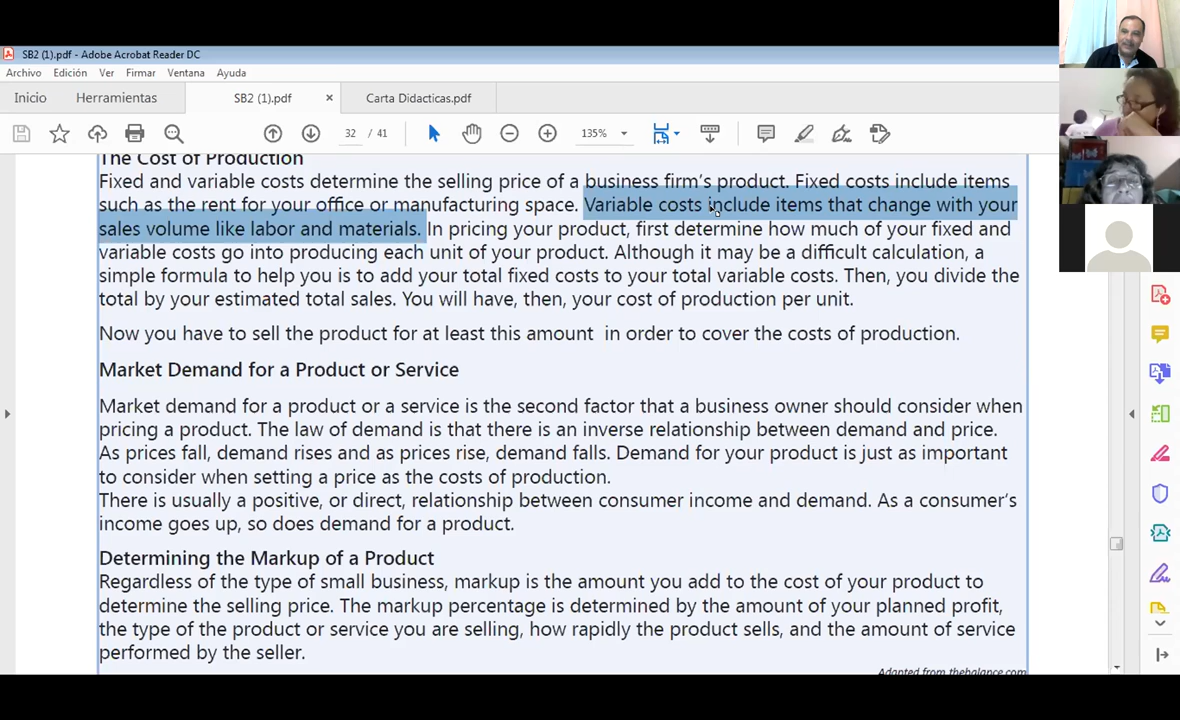 SB2 (1).pdf - Adobe Acrobat Reader DC
Archivo Edición Ver Firmar Ventana Ayuda
Inicio Herramientas SB2 (1).pdf × Carta Didacticas.pdf
32 / 41 135%
The Cost of Production
Fixed and variable costs determine the selling price of a business firm's product. Fixed costs include items
such as the rent for your office or manufacturing space. Variable costs include items that change with your
sales volume like labor and materials. In pricing your product, first determine how much of your fixed and
variable costs go into producing each unit of your product. Although it may be a difficult calculation, a
simple formula to help you is to add your total fixed costs to your total variable costs. Then, you divide the
total by your estimated total sales. You will have, then, your cost of production per unit.
Now you have to sell the product for at least this amount in order to cover the costs of production.
Market Demand for a Product or Service
Market demand for a product or a service is the second factor that a business owner should consider when
pricing a product. The law of demand is that there is an inverse relationship between demand and price.
As prices fall, demand rises and as prices rise, demand falls. Demand for your product is just as important
to consider when setting a price as the costs of production.
There is usually a positive, or direct, relationship between consumer income and demand. As a consumer's
income goes up, so does demand for a product.
Determining the Markup of a Product
Regardless of the type of small business, markup is the amount you add to the cost of your product to
determine the selling price. The markup percentage is determined by the amount of your planned profit,
the type of the product or service you are selling, how rapidly the product sells, and the amount of service
performed by the seller.
Adapted from thebalance.com